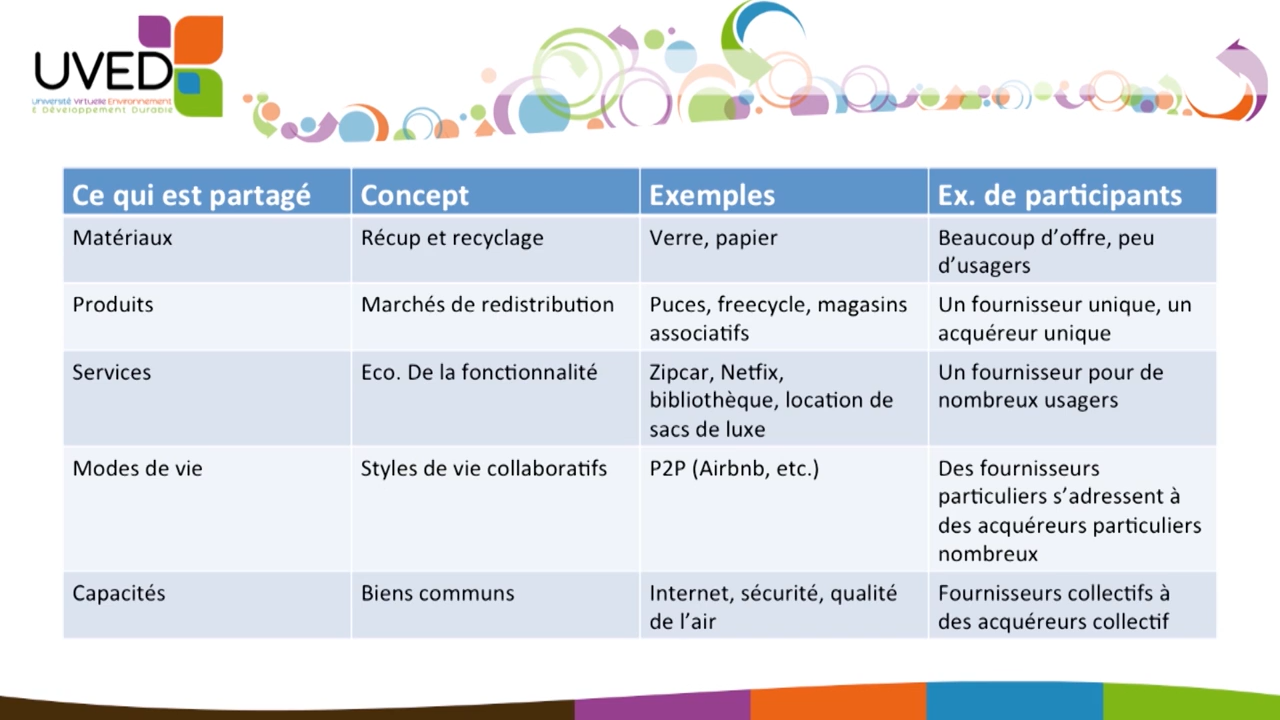 UVED
Université Virtuelle Environnement
& Développement Durable
Ce qui est partagé
Concept
Exemples
Ex. de participants
Matériaux
Récup et recyclage
Verre, papier
Beaucoup d’offre, peu
d’usagers
Produits
Marchés de redistribution
Puces, freecycle, magasins
associatifs
Un fournisseur unique, un
acquéreur unique
Services
Eco. De la fonctionnalité
Zipcar, Netfix,
bibliothèque, location de
sacs de luxe
Un fournisseur pour de
nombreux usagers
Modes de vie
Styles de vie collaboratifs
P2P (Airbnb, etc.)
Des fournisseurs
particuliers s’adressent à
des acquéreurs particuliers
nombreux
Capacités
Biens communs
Internet, sécurité, qualité
de l’air
Fournisseurs collectifs à
des acquéreurs collectif